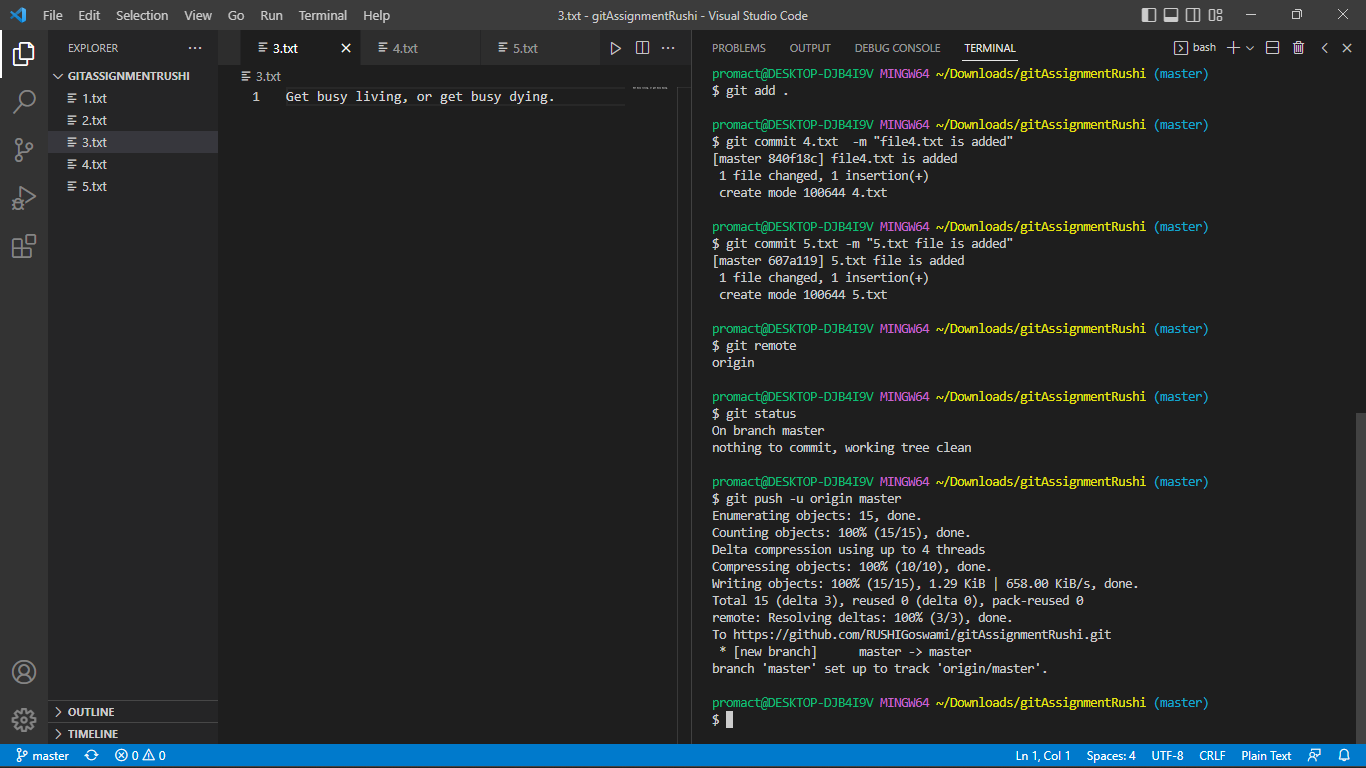 File Edit Selection View Go Run Terminal Help 3.txt - gitAssignmentRushi - Visual Studio Code
EXPLORER
GITASSIGNMENTRUSHI
1.txt
2.txt
3.txt
4.txt
5.txt
OUTLINE
TIMELINE
3.txt 4.txt 5.txt
3.txt
1 Get busy living, or get busy dying.
PROBLEMS OUTPUT DEBUG CONSOLE TERMINAL bash
promact@DESKTOP-DJB4I9V MINGW64 ~/Downloads/gitAssignmentRushi (master)
$ git add .
promact@DESKTOP-DJB4I9V MINGW64 ~/Downloads/gitAssignmentRushi (master)
$ git commit 4.txt  -m "file4.txt is added"
[master 840f18c] file4.txt is added
 1 file changed, 1 insertion(+)
 create mode 100644 4.txt
promact@DESKTOP-DJB4I9V MINGW64 ~/Downloads/gitAssignmentRushi (master)
$ git commit 5.txt -m "5.txt file is added"
[master 607a119] 5.txt file is added
 1 file changed, 1 insertion(+)
 create mode 100644 5.txt
promact@DESKTOP-DJB4I9V MINGW64 ~/Downloads/gitAssignmentRushi (master)
$ git remote
origin
promact@DESKTOP-DJB4I9V MINGW64 ~/Downloads/gitAssignmentRushi (master)
$ git status
On branch master
nothing to commit, working tree clean
promact@DESKTOP-DJB4I9V MINGW64 ~/Downloads/gitAssignmentRushi (master)
$ git push -u origin master
Enumerating objects: 15, done.
Counting objects: 100% (15/15), done.
Delta compression using up to 4 threads
Compressing objects: 100% (10/10), done.
Writing objects: 100% (15/15), 1.29 KiB | 658.00 KiB/s, done.
Total 15 (delta 3), reused 0 (delta 0), pack-reused 0
remote: Resolving deltas: 100% (3/3), done.
To https://github.com/RUSHIGoswami/gitAssignmentRushi.git
 * [new branch]      master -> master
branch 'master' set up to track 'origin/master'.
promact@DESKTOP-DJB4I9V MINGW64 ~/Downloads/gitAssignmentRushi (master)
$
master 0 0 Ln 1, Col 1 Spaces: 4 UTF-8 CRLF Plain Text